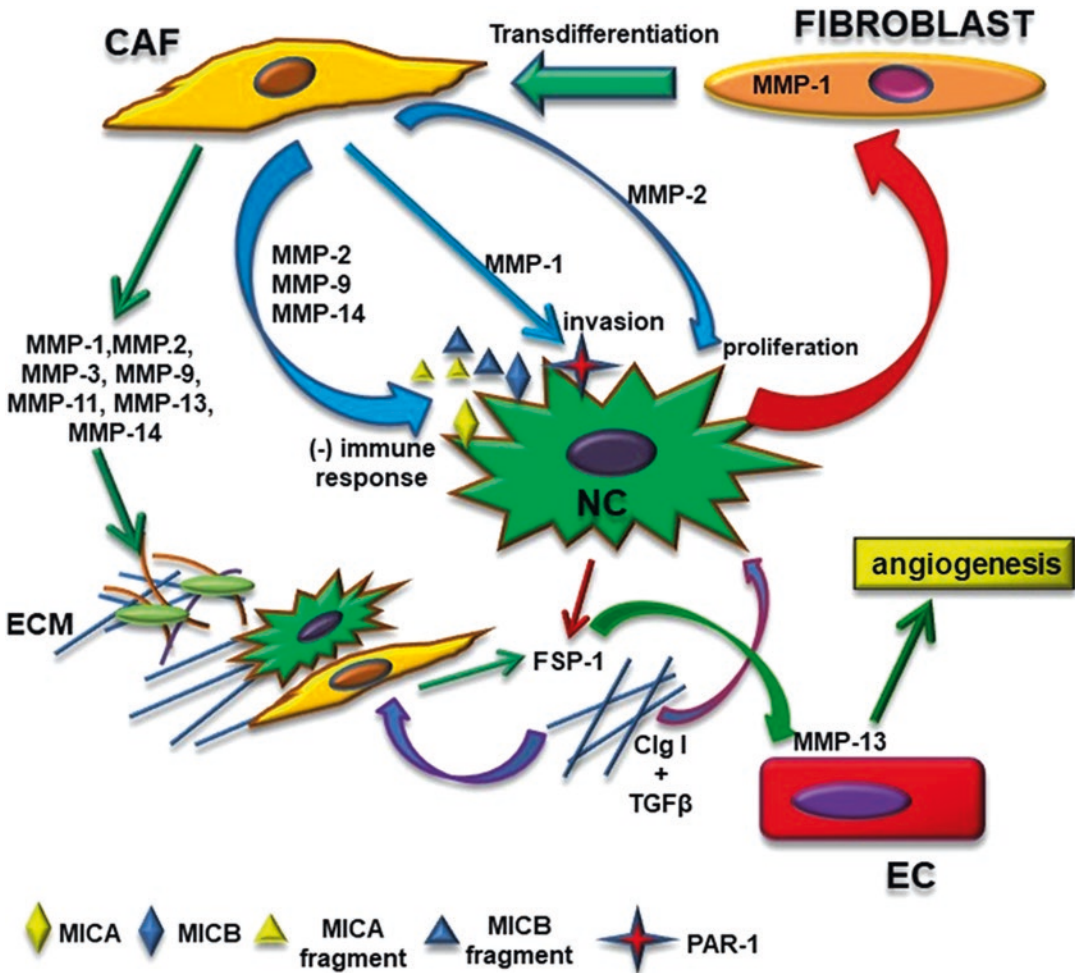 CAF
Transdifferentiation
FIBROBLAST
MMP-1
MMP-2
MMP-2
MMP-9
MMP-14
MMP-1
invasion
proliferation
MMP-1,MMP.2,
MMP-3, MMP-9,
MMP-11, MMP-13,
MMP-14
(-) immune
response
NC
angiogenesis
ECM
FSP-1
Clg I
+
TGFβ
MMP-13
EC
MICA
MICB
MICA
fragment
MICB
fragment
PAR-1